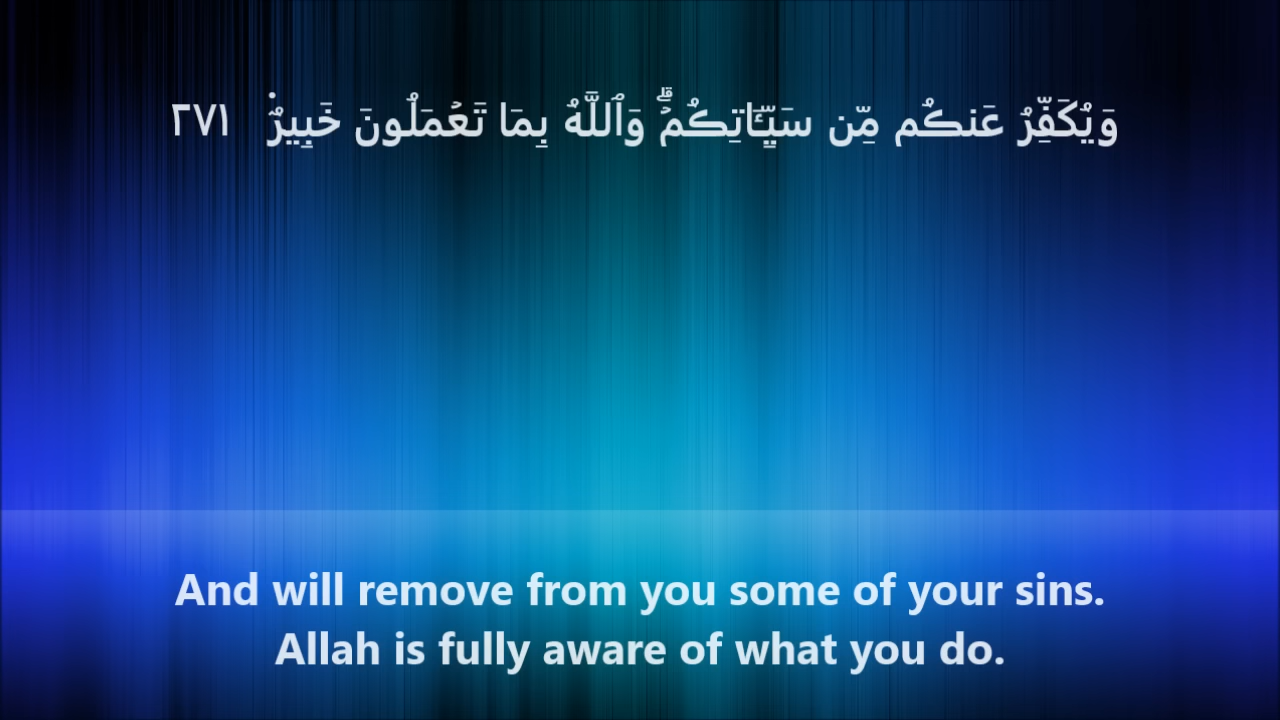 وَيُكَفِّرُ عَنكُم مِّن سَيِّـَٔاتِكُمْۗ وَٱللَّهُ بِمَا تَعْمَلُونَ خَبِيرٌ ٢٧١
And will remove from you some of your sins.
Allah is fully aware of what you do.